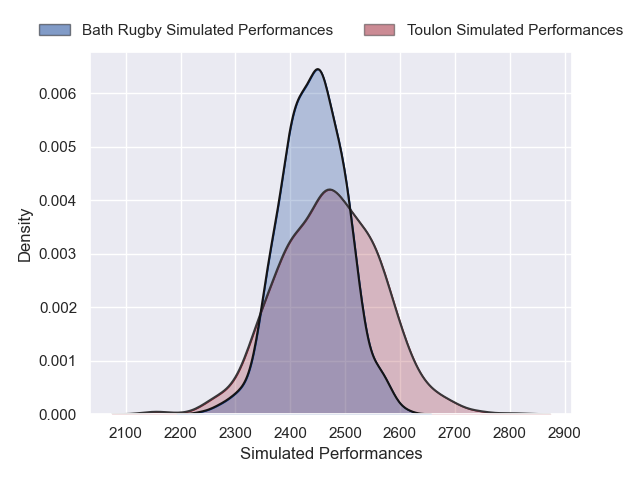 Bath Rugby Simulated Performances Toulon Simulated Performances
0.006
0.005
0.004
0.003
0.002
0.001
0.000
Density
2100 2200 2300 2400 2500 2600 2700 2800 2900
Simulated Performances